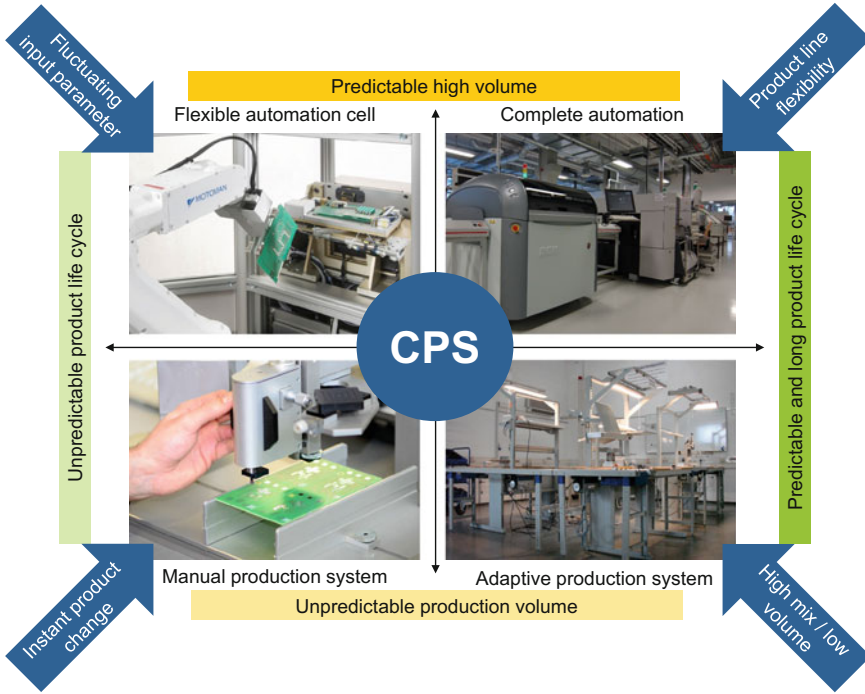 Fluctuating
input parameter
Product line
flexibility
Predictable high volume
Flexible automation cell
Complete automation
MOTOMAN
Unpredictable product life cycle
CPS
Predictable and long product life cycle
Manual production system
Adaptive production system
Unpredictable production volume
Instant product
change
High mix / low
volume